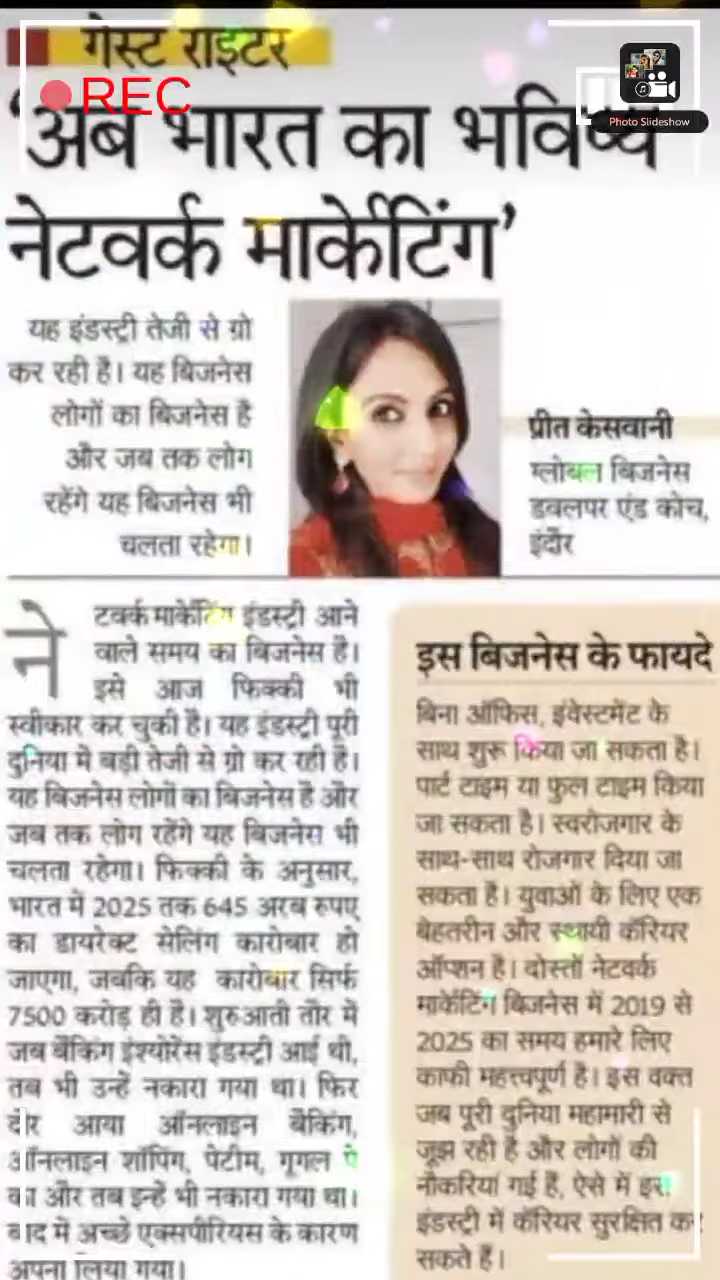 गेस्ट राइटर
REC
Photo Slideshow
‘अब भारत का भविष्य
नेटवर्क मार्केटिंग’
यह इंडस्ट्री तेजी से ग्रो
कर रही है। यह बिजनेस
लोगों का बिजनेस है
और जब तक लोग
रहेंगे यह बिजनेस भी
चलता रहेगा।
प्रीत केसवानी
ग्लोबल बिजनेस
डवलपर एंड कोच,
इंदौर
नेटवर्क मार्केटिंग इंडस्ट्री आने
वाले समय का बिजनेस है।
इसे आज फिक्की भी
स्वीकार कर चुकी है। यह इंडस्ट्री पूरी
दुनिया में बड़ी तेजी से ग्रो कर रही है।
यह बिजनेस लोगों का बिजनेस है और
जब तक लोग रहेंगे यह बिजनेस भी
चलता रहेगा। फिक्की के अनुसार,
भारत में 2025 तक 645 अरब रुपए
का डायरेक्ट सेलिंग कारोबार हो
जाएगा, जबकि यह कारोबार सिर्फ
7500 करोड़ ही है। शुरुआती तौर में
जब बैंकिंग इंश्योरेंस इंडस्ट्री आई थी,
तब भी उन्हें नकारा गया था। फिर
दौर आया ऑनलाइन बैंकिंग,
ऑनलाइन शॉपिंग, पेटीम, गूगल पे
का और तब इन्हें भी नकारा गया था।
बाद में अच्छे एक्सपीरियंस के कारण
अपना लिया गया।
इस बिजनेस के फायदे
बिना ऑफिस, इंवेस्टमेंट के
साथ शुरू किया जा सकता है।
पार्ट टाइम या फुल टाइम किया
जा सकता है। स्वरोजगार के
साथ-साथ रोजगार दिया जा
सकता है। युवाओं के लिए एक
बेहतरीन और स्थायी कॅरियर
ऑप्शन है। दोस्तों नेटवर्क
मार्केटिंग बिजनेस में 2019 से
2025 का समय हमारे लिए
काफी महत्त्वपूर्ण है। इस वक्त
जब पूरी दुनिया महामारी से
जूझ रही है और लोगों की
नौकरियां गई हैं, ऐसे में इस
इंडस्ट्री में कॅरियर सुरक्षित कर
सकते हैं।